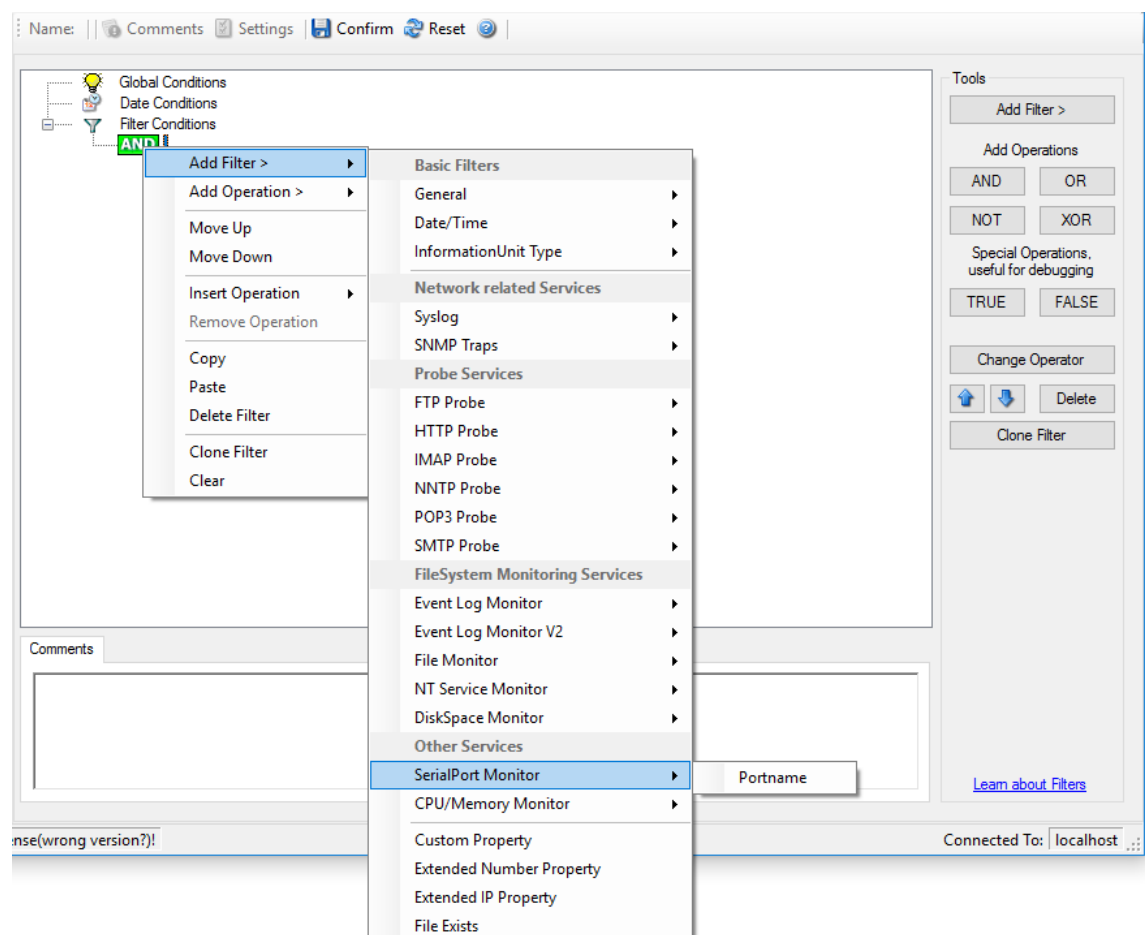 Name: Comments Settings Confirm Reset
Global Conditions
Date Conditions
Filter Conditions
AND
Add Filter >
Add Operation >
Move Up
Move Down
Insert Operation
Remove Operation
Copy
Paste
Delete Filter
Clone Filter
Clear
Basic Filters
General
Date/Time
InformationUnit Type
Network related Services
Syslog
SNMP Traps
Probe Services
FTP Probe
HTTP Probe
IMAP Probe
NNTP Probe
POP3 Probe
SMTP Probe
FileSystem Monitoring Services
Event Log Monitor
Event Log Monitor V2
File Monitor
NT Service Monitor
DiskSpace Monitor
Other Services
SerialPort Monitor
CPU/Memory Monitor
Custom Property
Extended Number Property
Extended IP Property
File Exists
Portname
Tools
Add Filter >
Add Operations
AND OR
NOT XOR
Special Operations,
useful for debugging
TRUE FALSE
Change Operator
Delete
Clone Filter
Learn about Filters
Comments
ense(wrong version?)!
Connected To: localhost